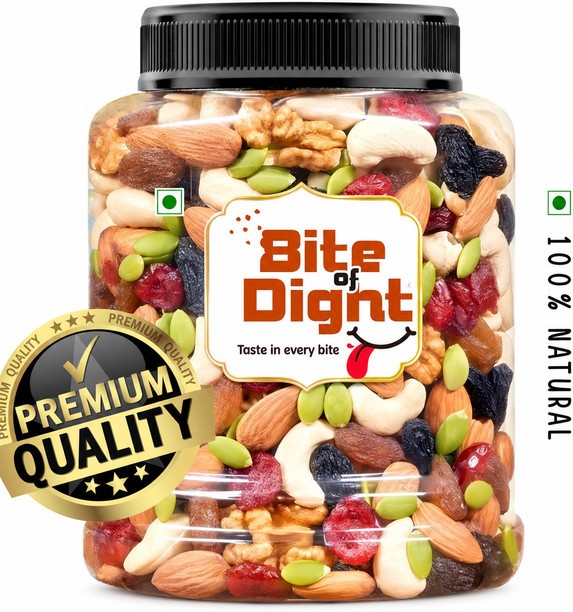 Bite
of
Dignt
Taste in every bite
PREMIUM QUALITY
PREMIUM QUALITY
PREMIUM
QUALITY
100% NATURAL